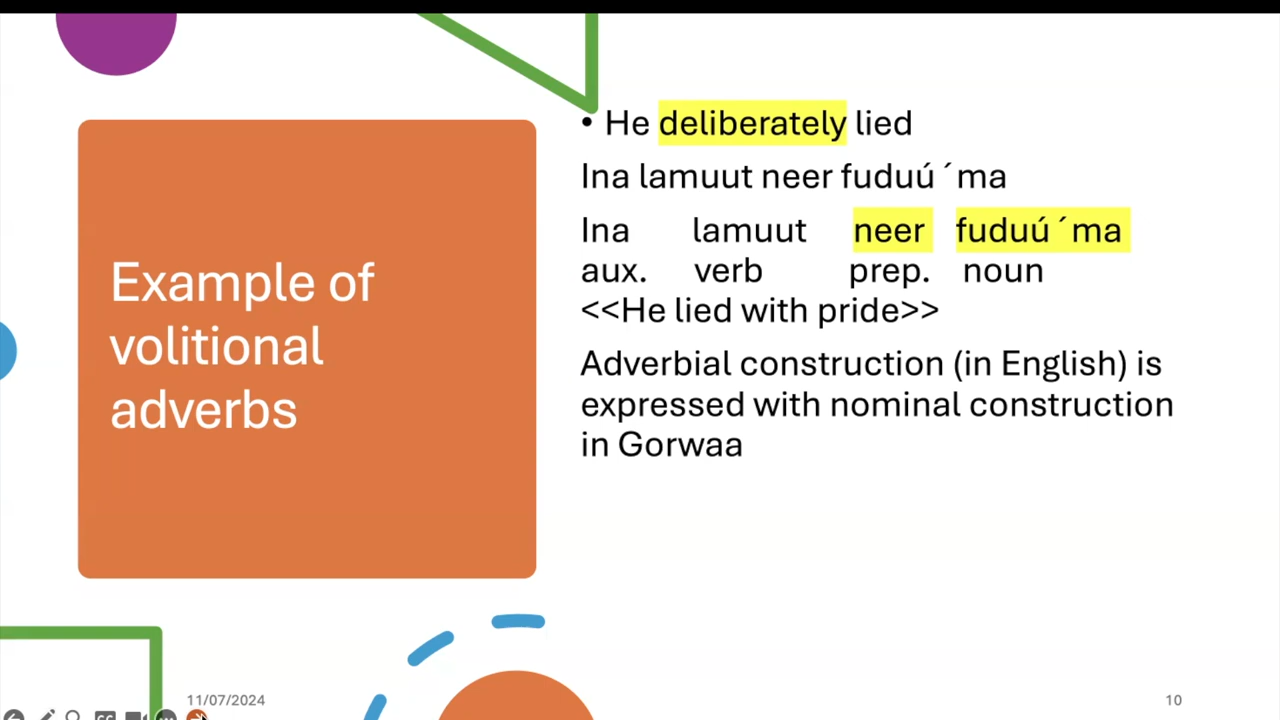 Example of
volitional
adverbs
• He deliberately lied
Ina lamuut neer fuduú ´ma
Ina lamuut neer fuduú ´ma
aux. verb prep. noun
<<He lied with pride>>
Adverbial construction (in English) is
expressed with nominal construction
in Gorwaa
11/07/2024
10